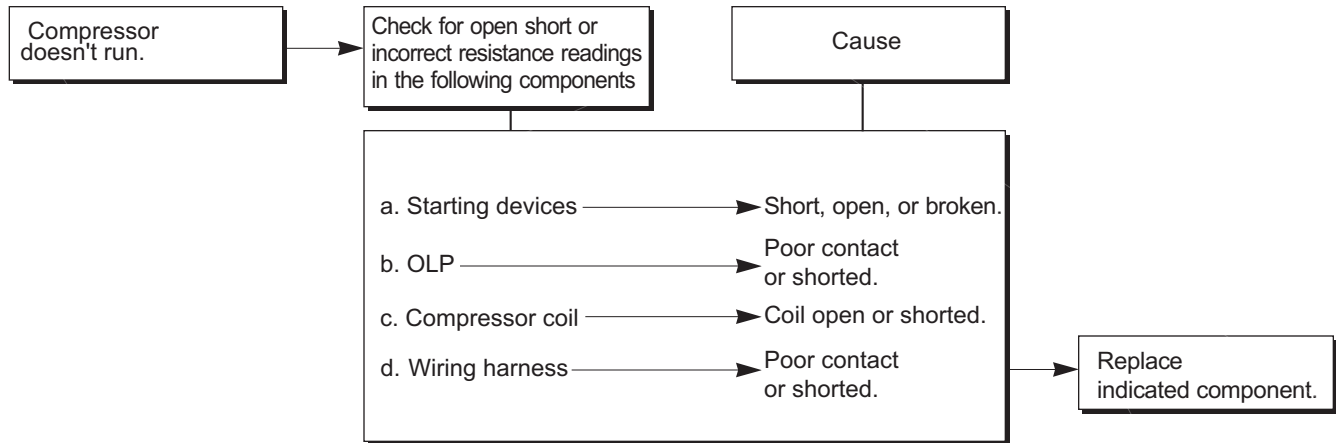 Compressor
doesn't run.
Check for open short or
incorrect resistance readings
in the following components
Cause
a. Starting devices
Short, open, or broken.
b. OLP
Poor contact
or shorted.
c. Compressor coil
Coil open or shorted.
d. Wiring harness
Poor contact
or shorted.
Replace
indicated component.